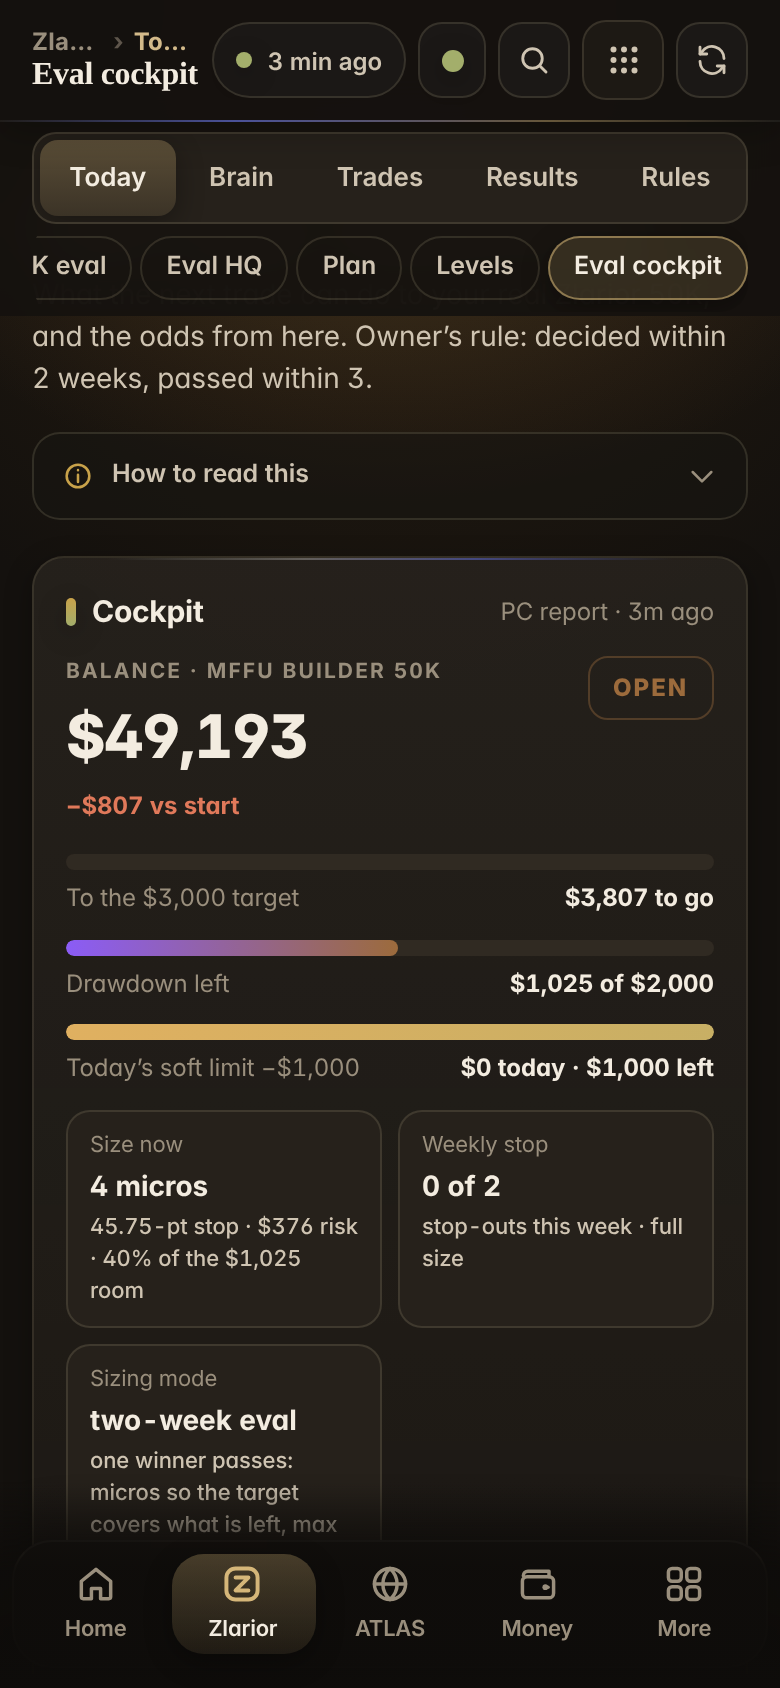 Zla... › To...
Eval cockpit
3 min ago
Today Brain Trades Results Rules
K eval Eval HQ Plan Levels Eval cockpit
and the odds from here. Owner’s rule: decided within
2 weeks, passed within 3.
How to read this
Cockpit PC report · 3m ago
BALANCE · MFFU BUILDER 50K
OPEN
$49,193
−$807 vs start
To the $3,000 target $3,807 to go
Drawdown left $1,025 of $2,000
Today’s soft limit −$1,000 $0 today · $1,000 left
Size now
4 micros
45.75-pt stop · $376 risk
· 40% of the $1,025
room
Weekly stop
0 of 2
stop-outs this week · full
size
Sizing mode
two-week eval
one winner passes:
micros so the target
covers what is left, max
Home Zlarior ATLAS Money More